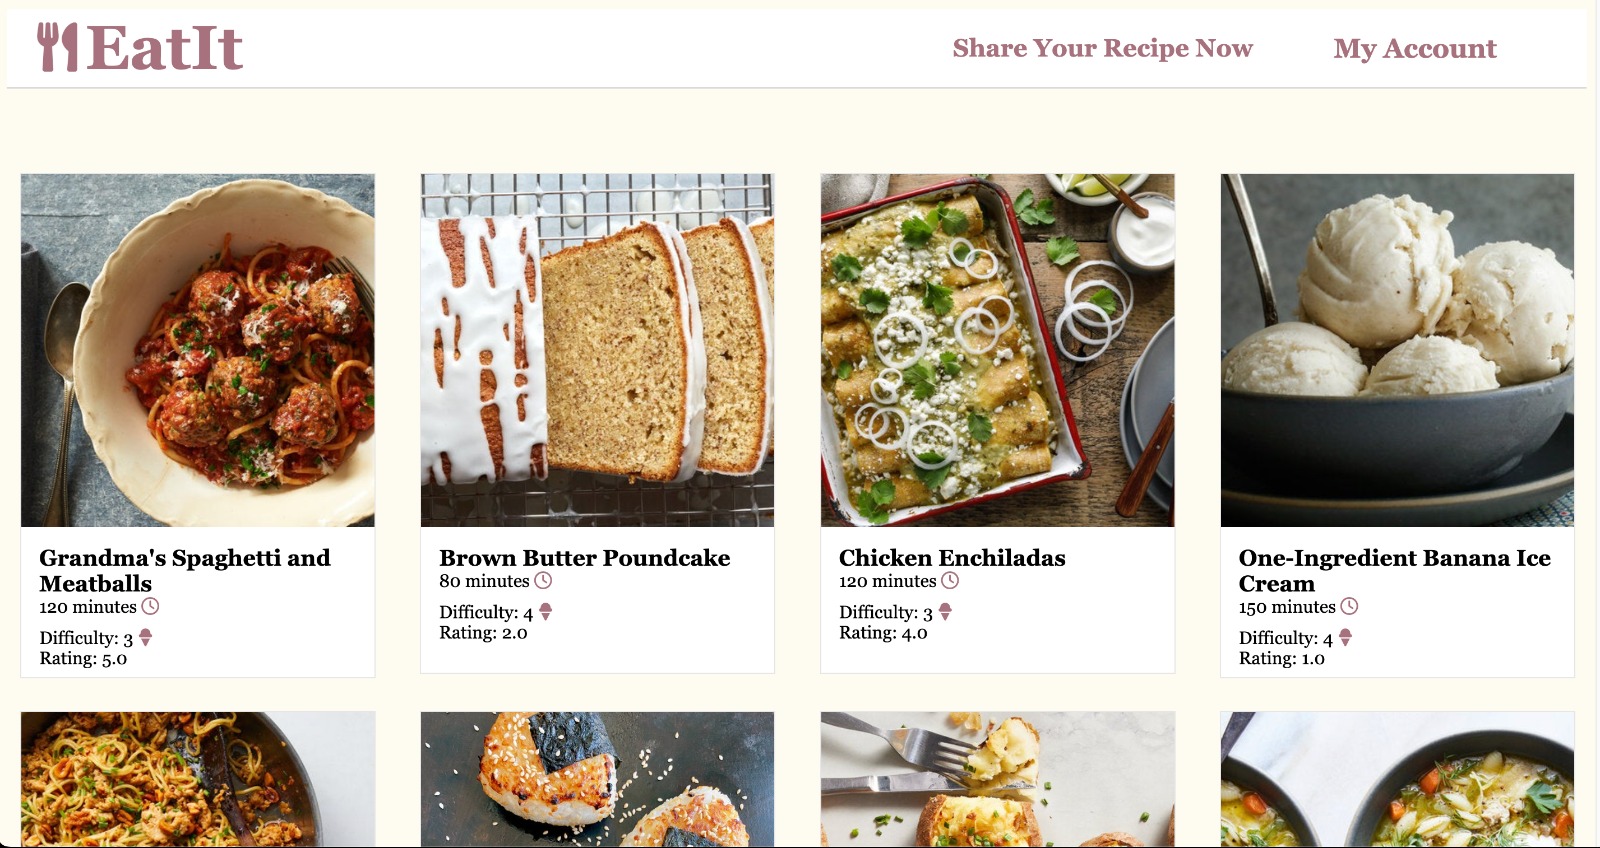 EatIt
Share Your Recipe Now
My Account
Grandma's Spaghetti and
Meatballs
120 minutes
Difficulty: 3
Rating: 5.0
Brown Butter Poundcake
80 minutes
Difficulty: 4
Rating: 2.0
Chicken Enchiladas
120 minutes
Difficulty: 3
Rating: 4.0
One-Ingredient Banana Ice
Cream
150 minutes
Difficulty: 4
Rating: 1.0